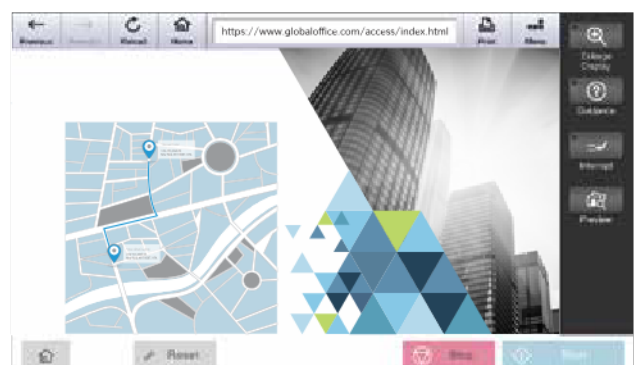 Previous
Reload
Home
https://www.globaloffice.com/access/index.html
Print
Menu
Enlarge
Display
Guidance
Interrupt
Preview
Reset
Stop
Start